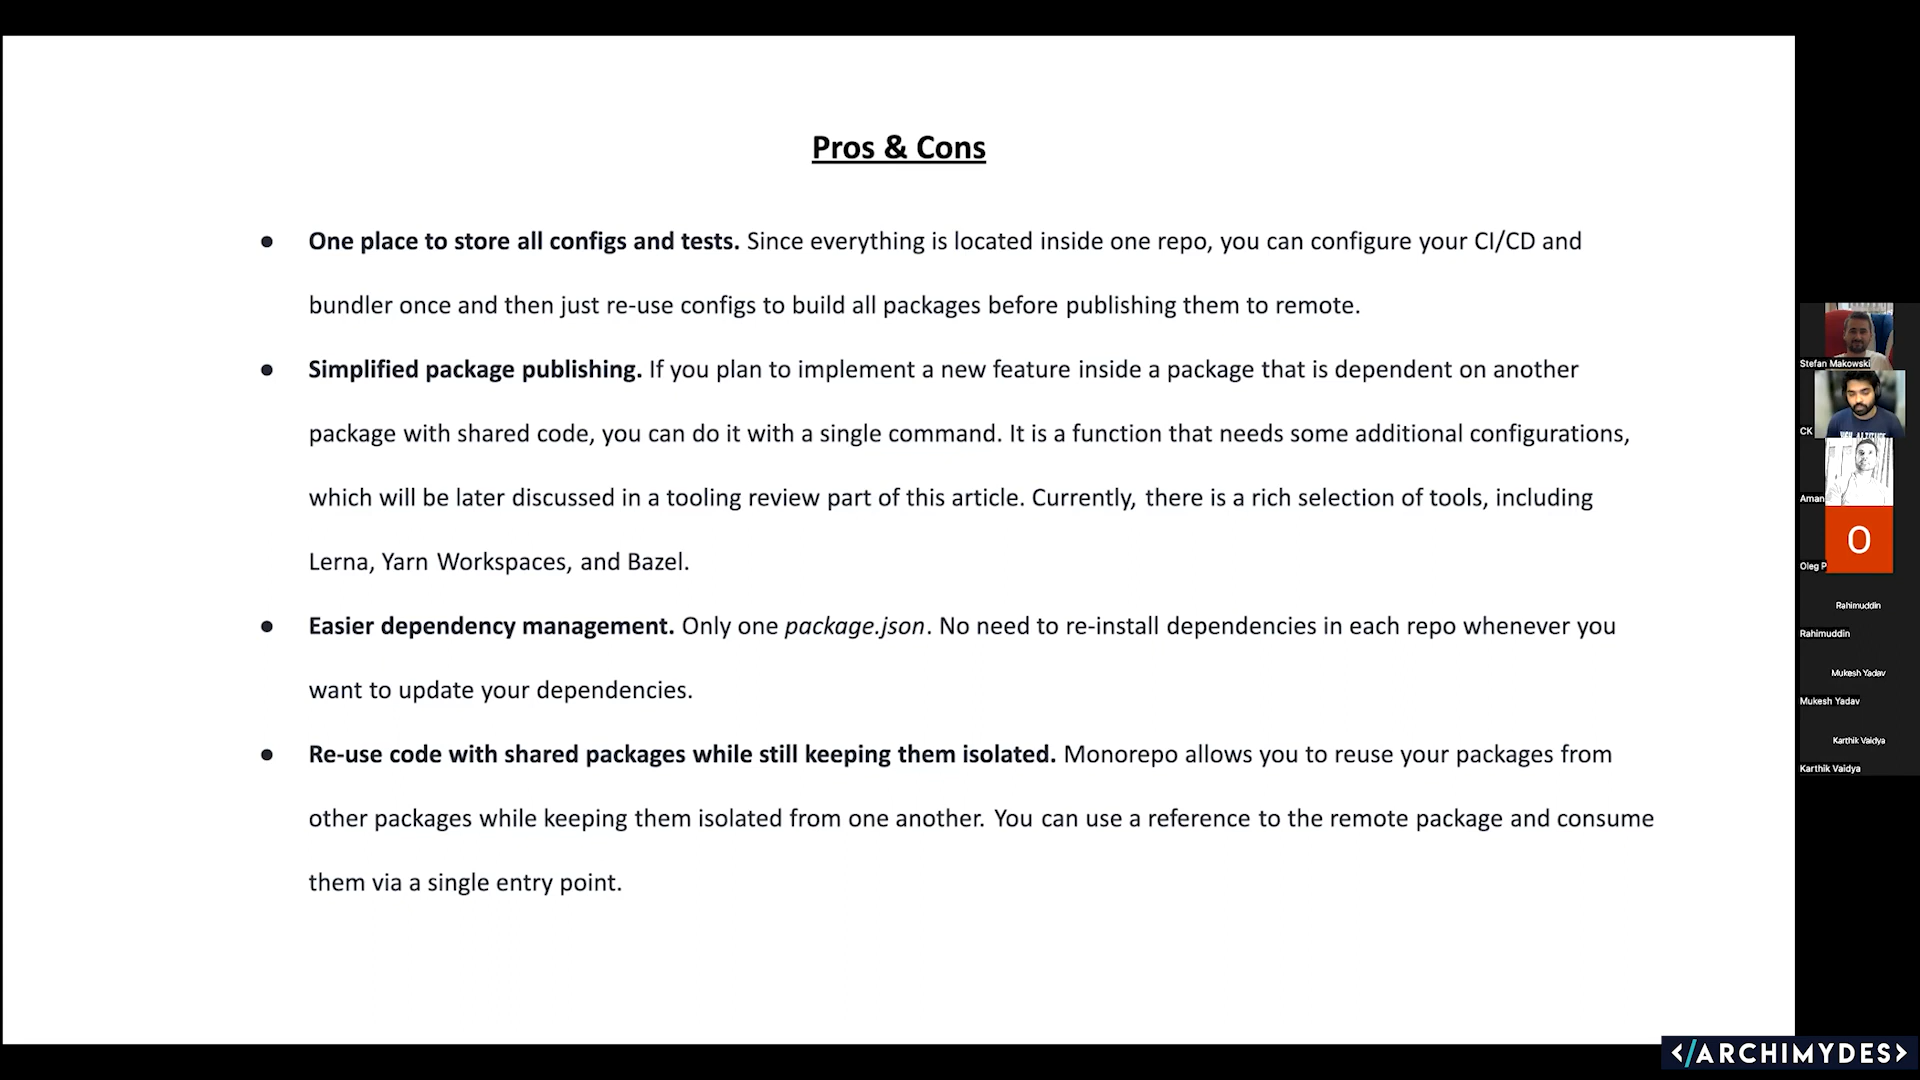 Pros & Cons
● One place to store all configs and tests. Since everything is located inside one repo, you can configure your CI/CD and
bundler once and then just re-use configs to build all packages before publishing them to remote.
● Simplified package publishing. If you plan to implement a new feature inside a package that is dependent on another
package with shared code, you can do it with a single command. It is a function that needs some additional configurations,
which will be later discussed in a tooling review part of this article. Currently, there is a rich selection of tools, including
Lerna, Yarn Workspaces, and Bazel.
● Easier dependency management. Only one package.json. No need to re-install dependencies in each repo whenever you
want to update your dependencies.
● Re-use code with shared packages while still keeping them isolated. Monorepo allows you to reuse your packages from
other packages while keeping them isolated from one another. You can use a reference to the remote package and consume
them via a single entry point.
Stefan Makowski
CK
Aman
O
Oleg P
Rahimuddin
Rahimuddin
Mukesh Yadav
Mukesh Yadav
Karthik Vaidya
Karthik Vaidya
</ARCHIMYDES>